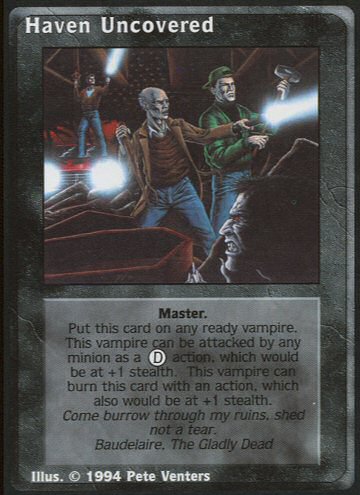 Haven Uncovered
Master.
Put this card on any ready vampire.
This vampire can be attacked by any
minion as a Ⓓ action, which would
be at +1 stealth. This vampire can
burn this card with an action, which
also would be at +1 stealth.
Come burrow through my ruins, shed
not a tear.
Baudelaire, The Gladly Dead
Illus. © 1994 Pete Venters